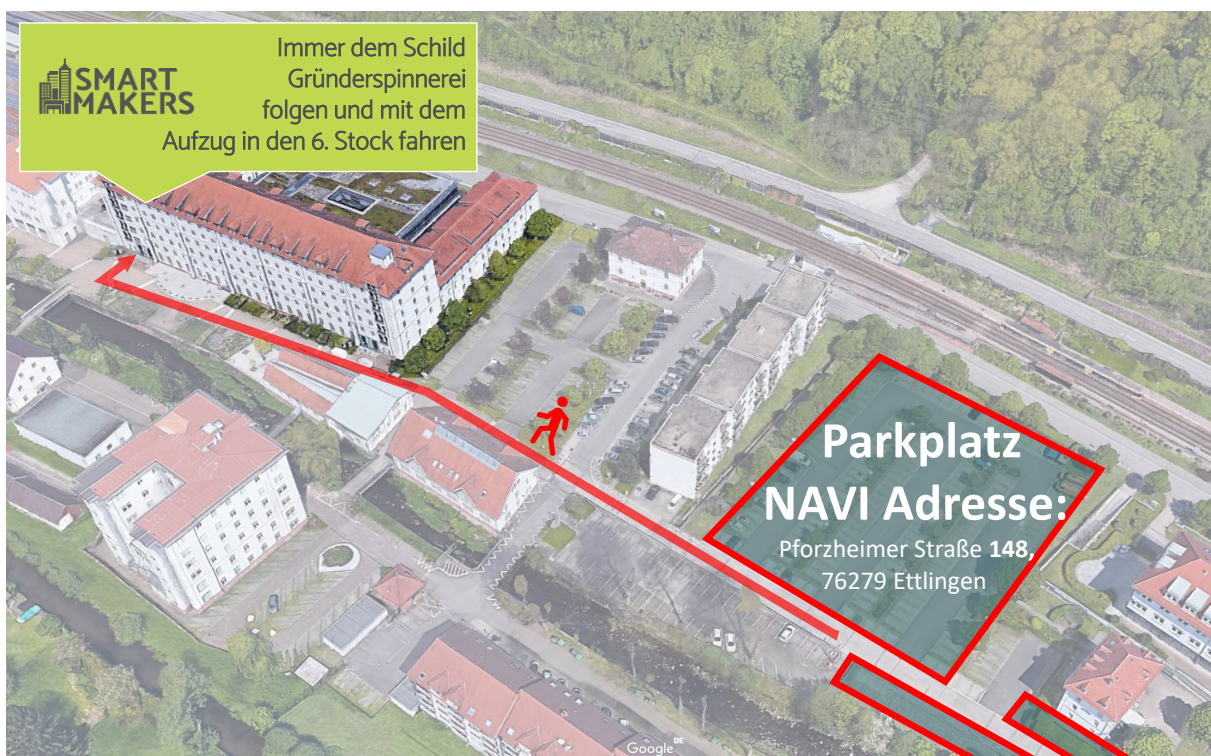 SMART
MAKERS
Immer dem Schild
Gründerspinnerei
folgen und mit dem
Aufzug in den 6. Stock fahren
Parkplatz
NAVI Adresse:
Pforzheimer Straße 148,
76279 Ettlingen
Google
DE